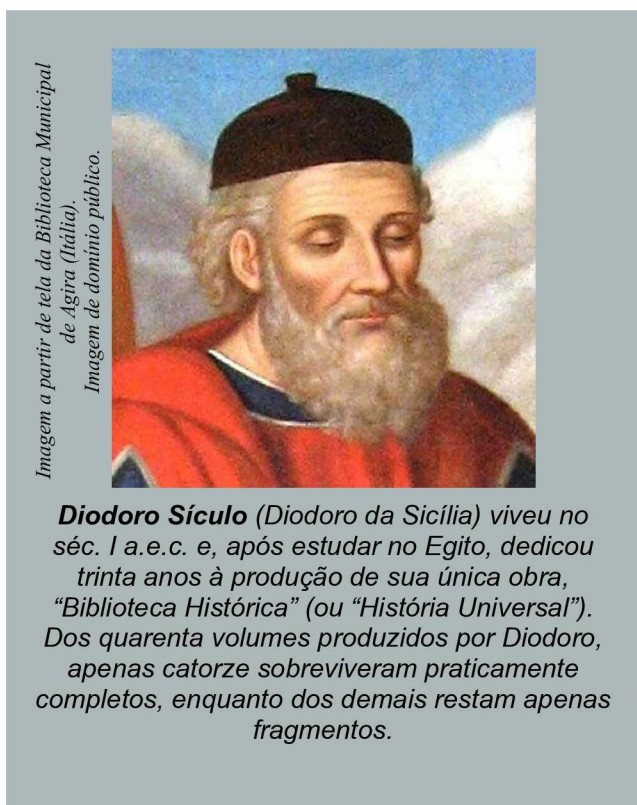 Imagem a partir de tela da Biblioteca Municipal
de Agira (Itália).
Imagem de domínio público.
Diodoro Sículo (Diodoro da Sicília) viveu no
séc. I a.e.c. e, após estudar no Egito, dedicou
trinta anos à produção de sua única obra,
“Biblioteca Histórica” (ou “História Universal”).
Dos quarenta volumes produzidos por Diodoro,
apenas catorze sobreviveram praticamente
completos, enquanto dos demais restam apenas
fragmentos.